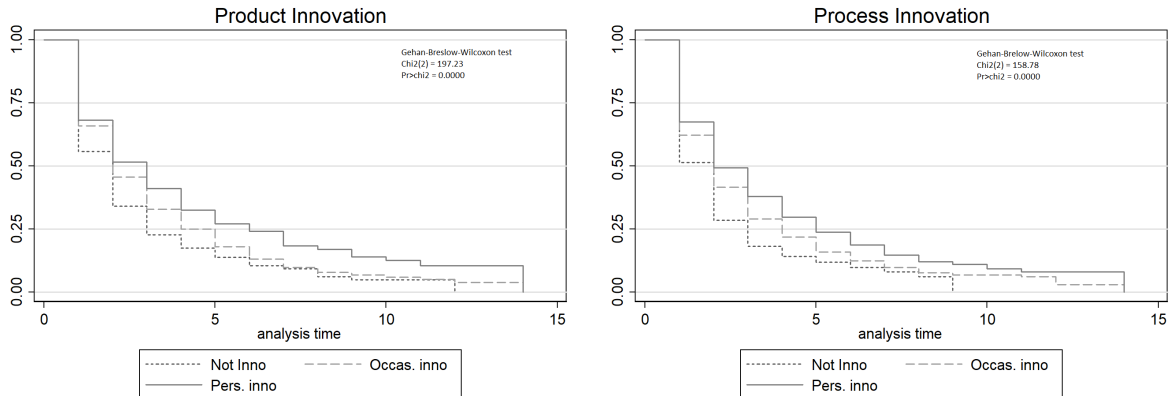 Product Innovation
Gehan-Breslow-Wilcoxon test
Chi2(2) = 197.23
Pr>chi2 = 0.0000
1.00
0.75
0.50
0.25
0.00
0 5 10 15
analysis time
Not Inno Occas. inno
Pers. inno
Process Innovation
Gehan-Brelow-Wilcoxon test
Chi2(2) = 158.78
Pr>chi2 = 0.0000
1.00
0.75
0.50
0.25
0.00
0 5 10 15
analysis time
Not Inno Occas. inno
Pers. inno